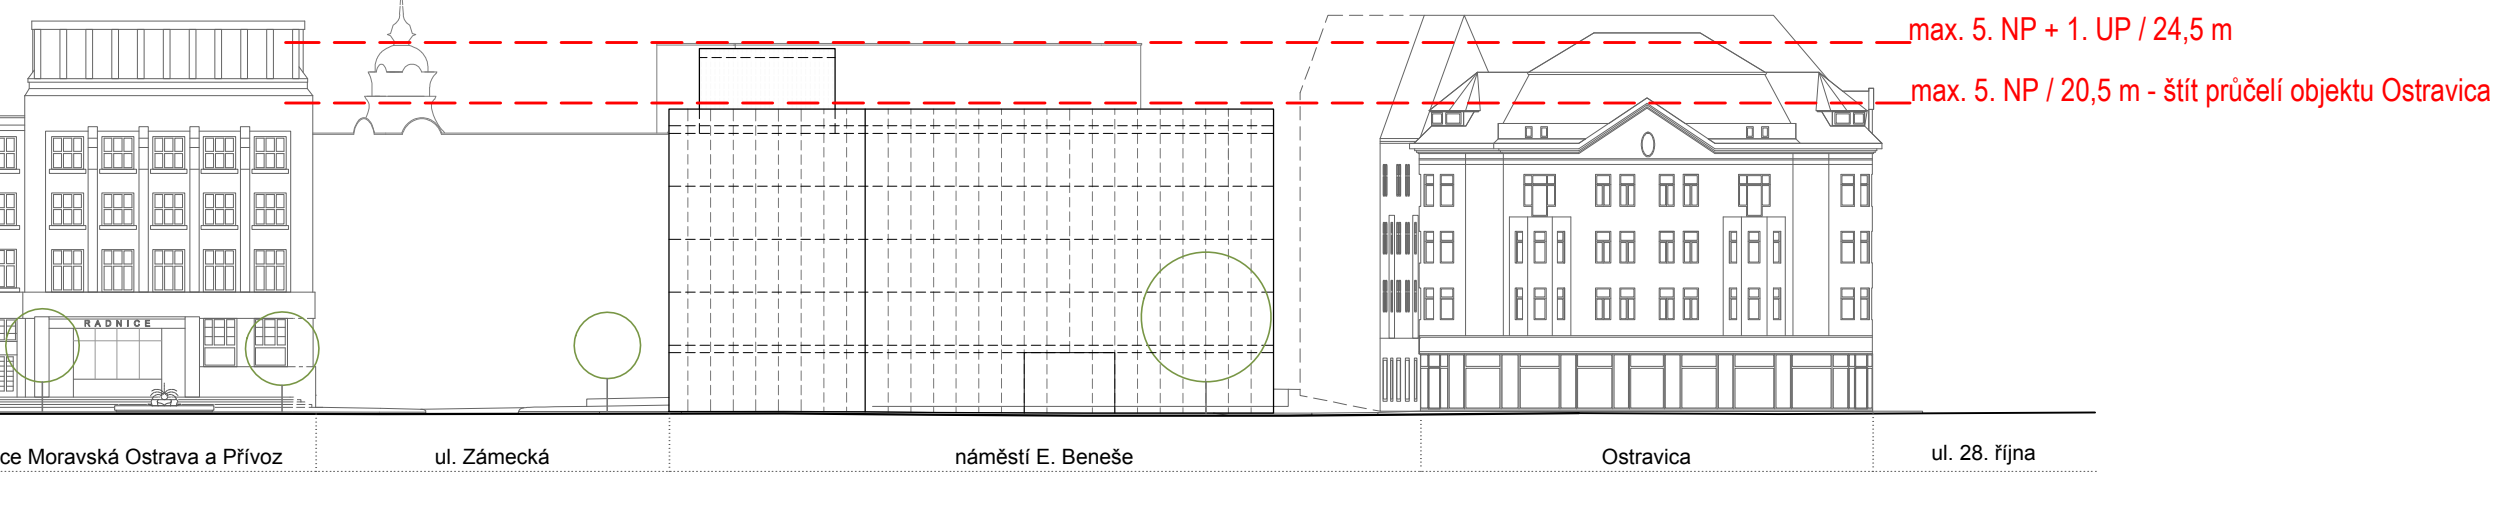 max. 5. NP + 1. UP / 24,5 m
max. 5. NP / 20,5 m - štít průčelí objektu Ostravica
RADNICE
ce Moravská Ostrava a Přívoz
ul. Zámecká
náměstí E. Beneše
Ostravica
ul. 28. října